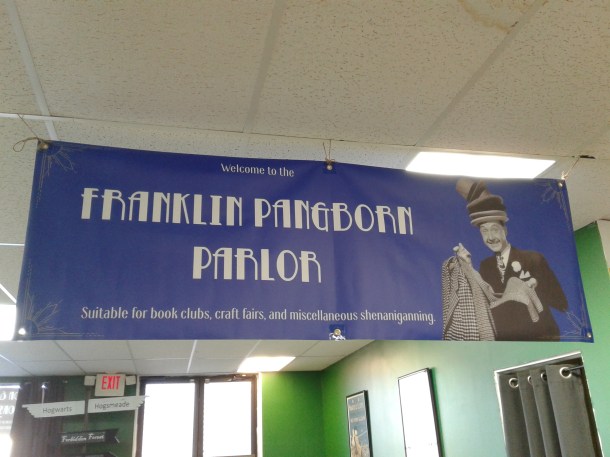 Welcome to the
FRANKLIN PANGBORN
PARLOR
Suitable for book clubs, craft fairs, and miscellaneous shenaniganning.
EXIT
Hogwarts
Hogsmeade
Forbidden Forest